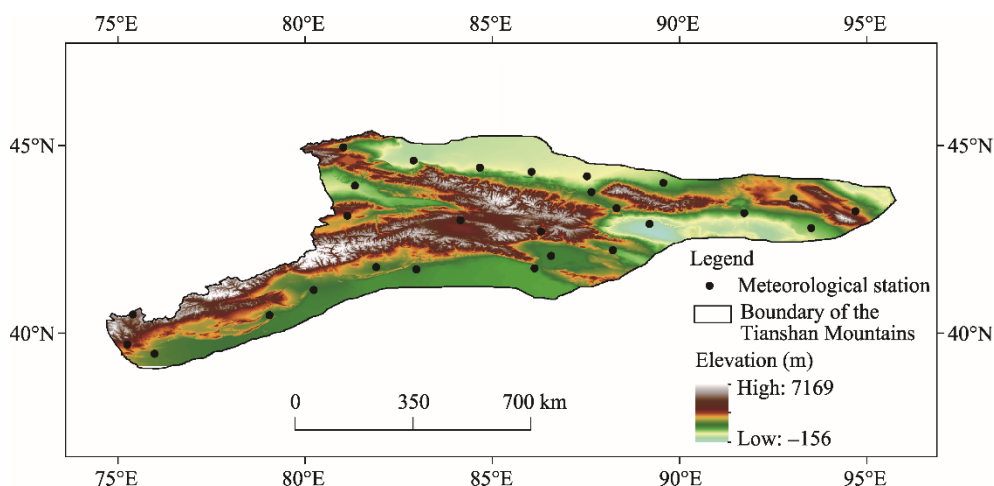 75°E 80°E 85°E 90°E 95°E
45°N 45°N
Legend
Meteorological station
Boundary of the
Tianshan Mountains
40°N 40°N
Elevation (m)
High: 7169
0 350 700 km
Low: –156
75°E 80°E 85°E 90°E 95°E